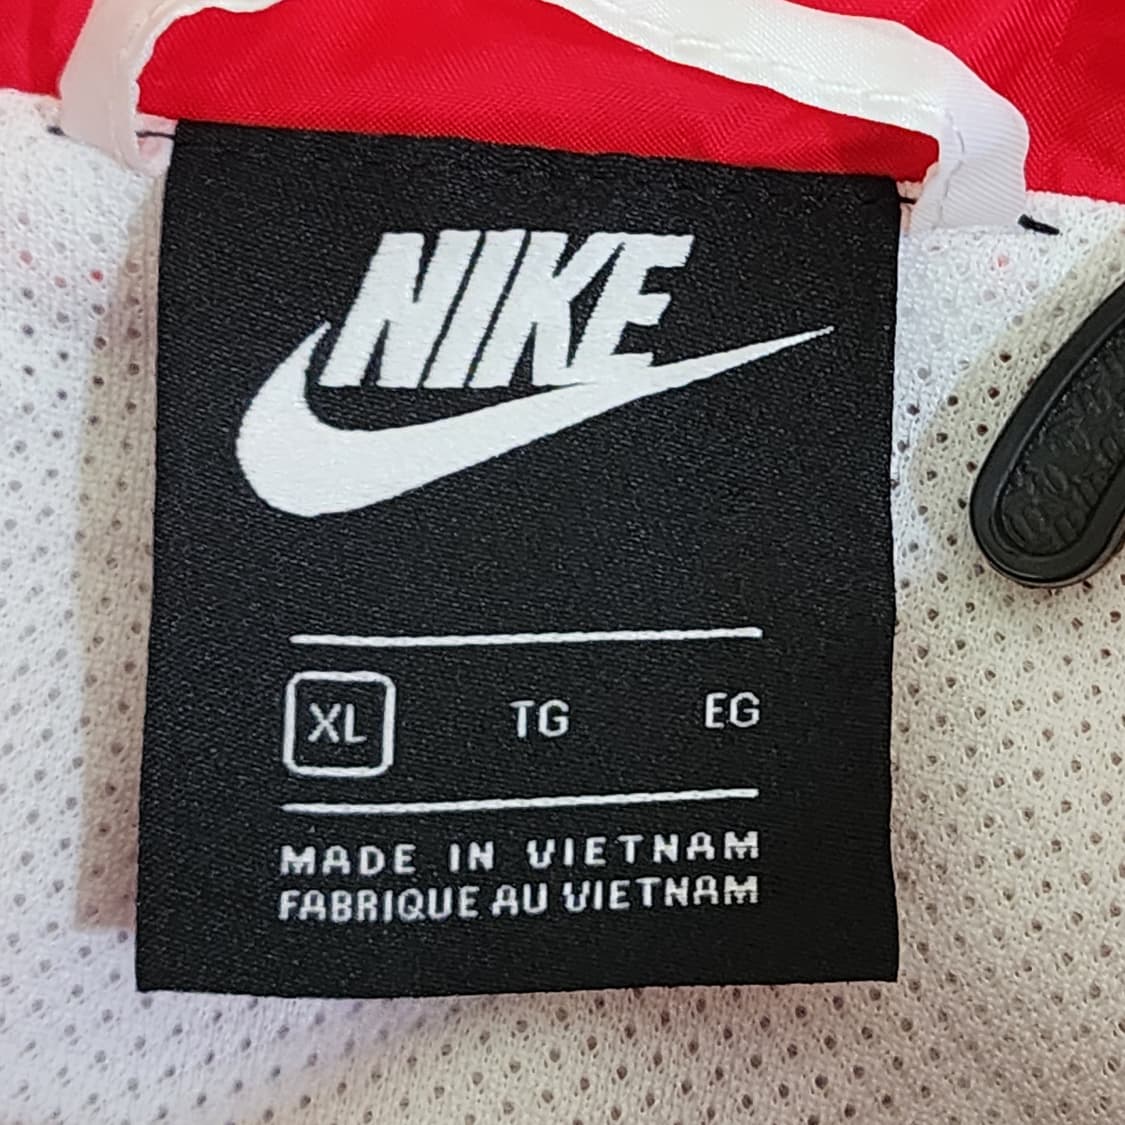 NIKE
XL TG EG
MADE IN VIETNAM
FABRIQUE AU VIETNAM